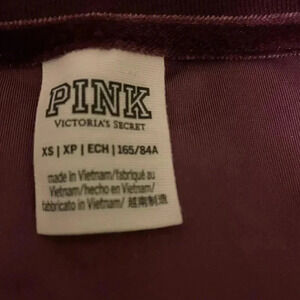 PINK
VICTORIA'S SECRET
XS | XP | ECH | 165/84A
made in Vietnam/fabriqué au
Vietnam/hecho en Vietnam/
fabbricato in Vietnam/ 越南制造